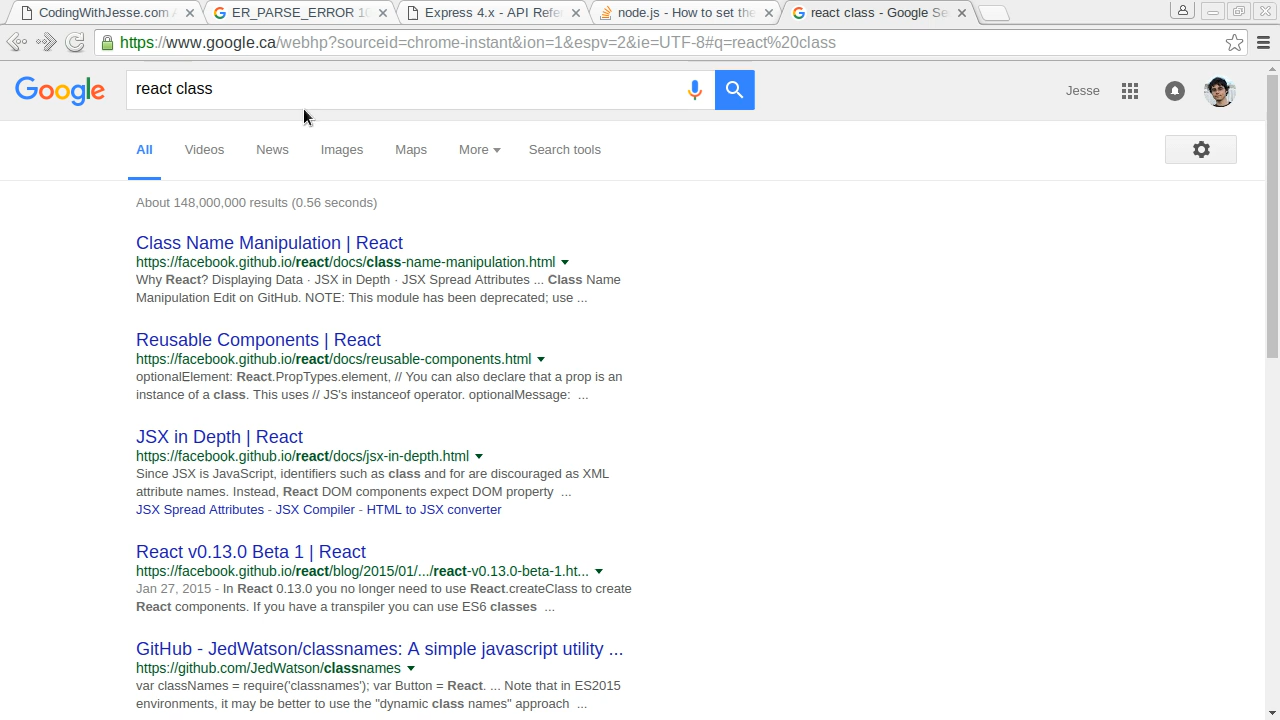 CodingWithJesse.com
ER_PARSE_ERROR 10
Express 4.x - API Refe
node.js - How to set the
react class - Google Se
https://www.google.ca/webhp?sourceid=chrome-instant&ion=1&espv=2&ie=UTF-8#q=react%20class
Google
react class
Jesse
All Videos News Images Maps More Search tools
About 148,000,000 results (0.56 seconds)
Class Name Manipulation | React
https://facebook.github.io/react/docs/class-name-manipulation.html
Why React? Displaying Data · JSX in Depth · JSX Spread Attributes ... Class Name
Manipulation Edit on GitHub. NOTE: This module has been deprecated; use ...
Reusable Components | React
https://facebook.github.io/react/docs/reusable-components.html
optionalElement: React.PropTypes.element, // You can also declare that a prop is an
instance of a class. This uses // JS's instanceof operator. optionalMessage: ...
JSX in Depth | React
https://facebook.github.io/react/docs/jsx-in-depth.html
Since JSX is JavaScript, identifiers such as class and for are discouraged as XML
attribute names. Instead, React DOM components expect DOM property ...
JSX Spread Attributes - JSX Compiler - HTML to JSX converter
React v0.13.0 Beta 1 | React
https://facebook.github.io/react/blog/2015/01/.../react-v0.13.0-beta-1.ht...
Jan 27, 2015 - In React 0.13.0 you no longer need to use React.createClass to create
React components. If you have a transpiler you can use ES6 classes ...
GitHub - JedWatson/classnames: A simple javascript utility ...
https://github.com/JedWatson/classnames
var classNames = require('classnames'); var Button = React. ... Note that in ES2015
environments, it may be better to use the "dynamic class names" approach ...